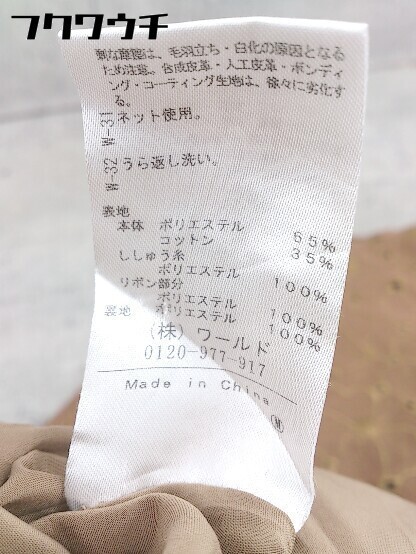 フクワウチ
刺な摩擦は、毛羽立ち・白化の原因となる
ため注意。合成皮革・人工皮革・ボンディ
ング・コーティング生地は、徐々に劣化す
る。
W-31 ネット使用。
W-32 うら返し洗い。
表地
本体 ポリエステル 65%
コットン 35%
ししゅう糸
ポリエステル 100%
リボン部分
ポリエステル 100%
裏地 ポリエステル 100%
(株)ワールド
0120-977-917
Made in China